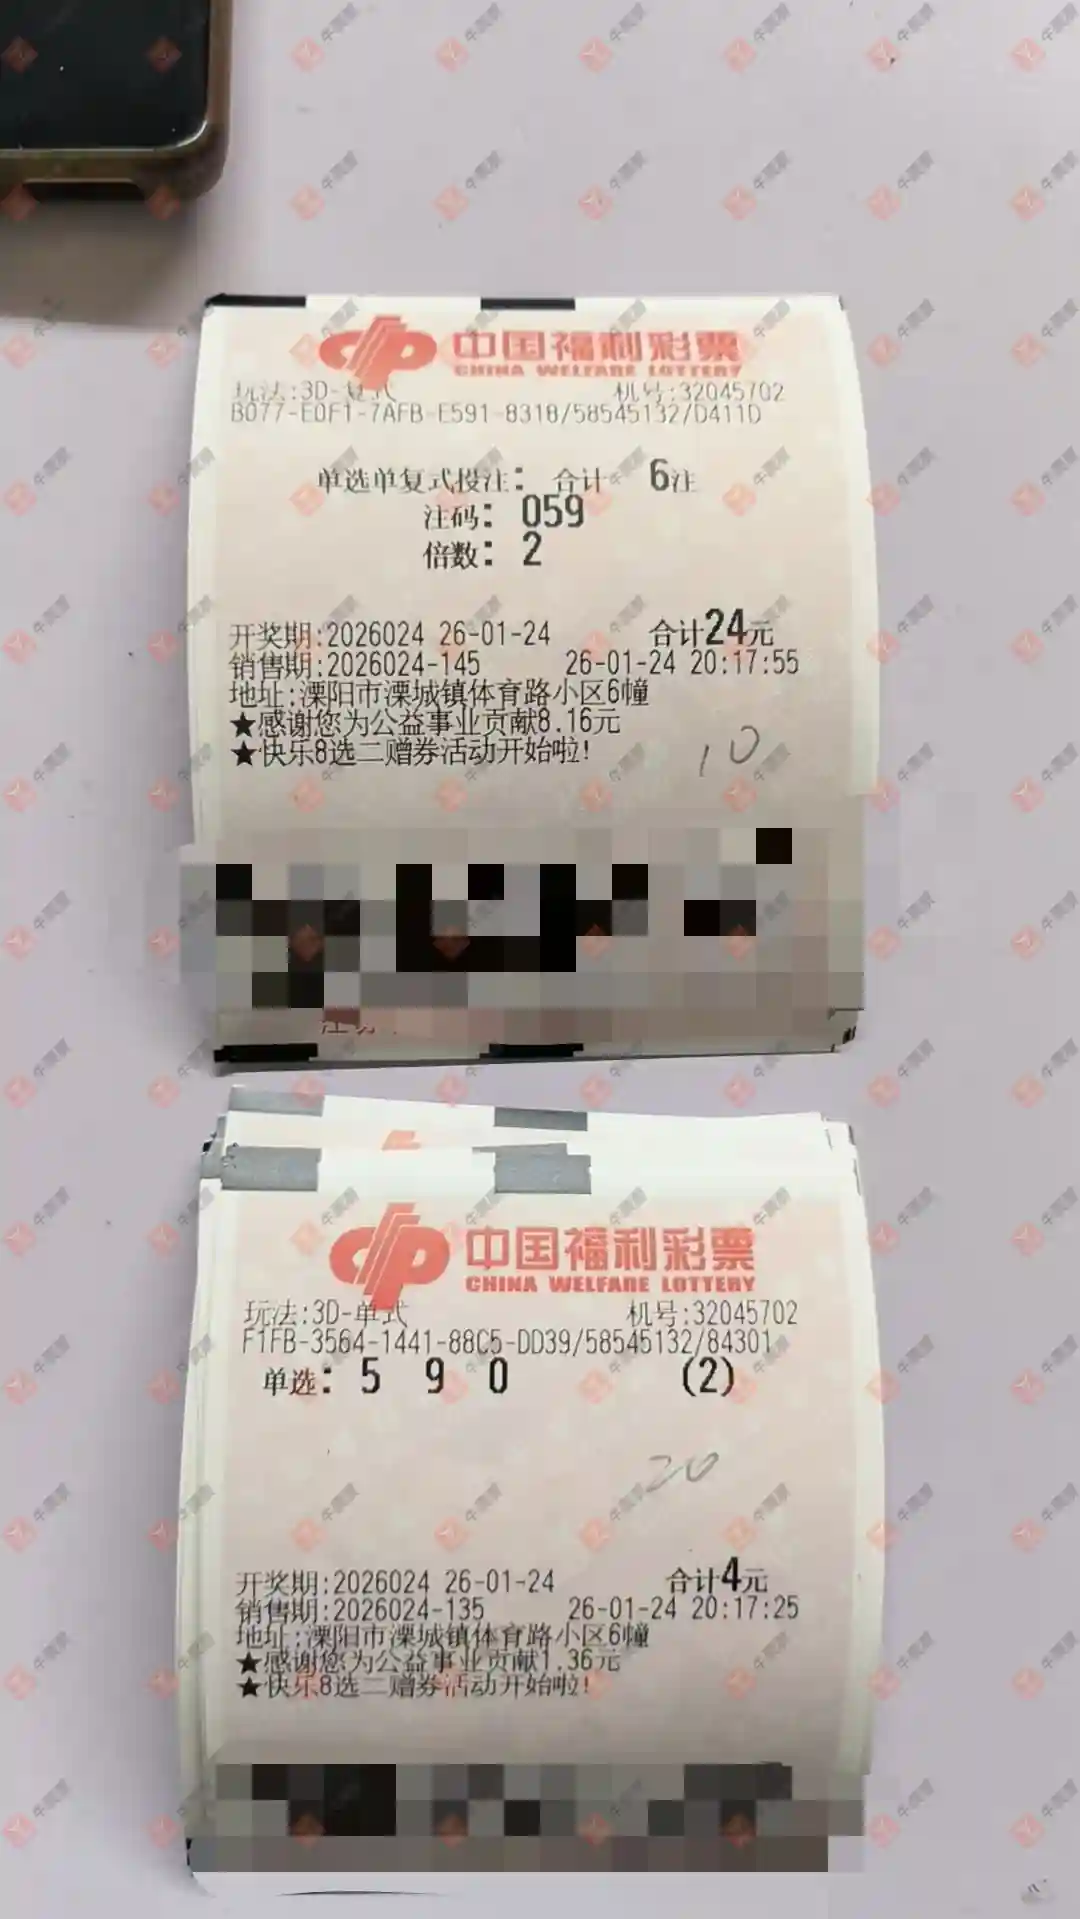 中国福利彩票
CHINA WELFARE LOTTERY
玩法:3D-复式 机号:32045702
B077-E0F1-7AFB-E591-8318/58545132/D411D
单选单复式投注: 合计 6注
注码: 059
倍数: 2
开奖期:2026024 26-01-24 合计24元
销售期:2026024-145 26-01-24 20:17:55
地址:溧阳市溧城镇体育路小区6幢
★感谢您为公益事业贡献8.16元
★快乐8选二赠券活动开始啦!
10
中国福利彩票
CHINA WELFARE LOTTERY
玩法:3D-单式 机号:32045702
F1FB-3564-1441-88C5-DD39/58545132/84301
单选: 5 9 0 (2)
20
开奖期:2026024 26-01-24 合计4元
销售期:2026024-135 26-01-24 20:17:25
地址:溧阳市溧城镇体育路小区6幢
★感谢您为公益事业贡献1.36元
★快乐8选二赠券活动开始啦!